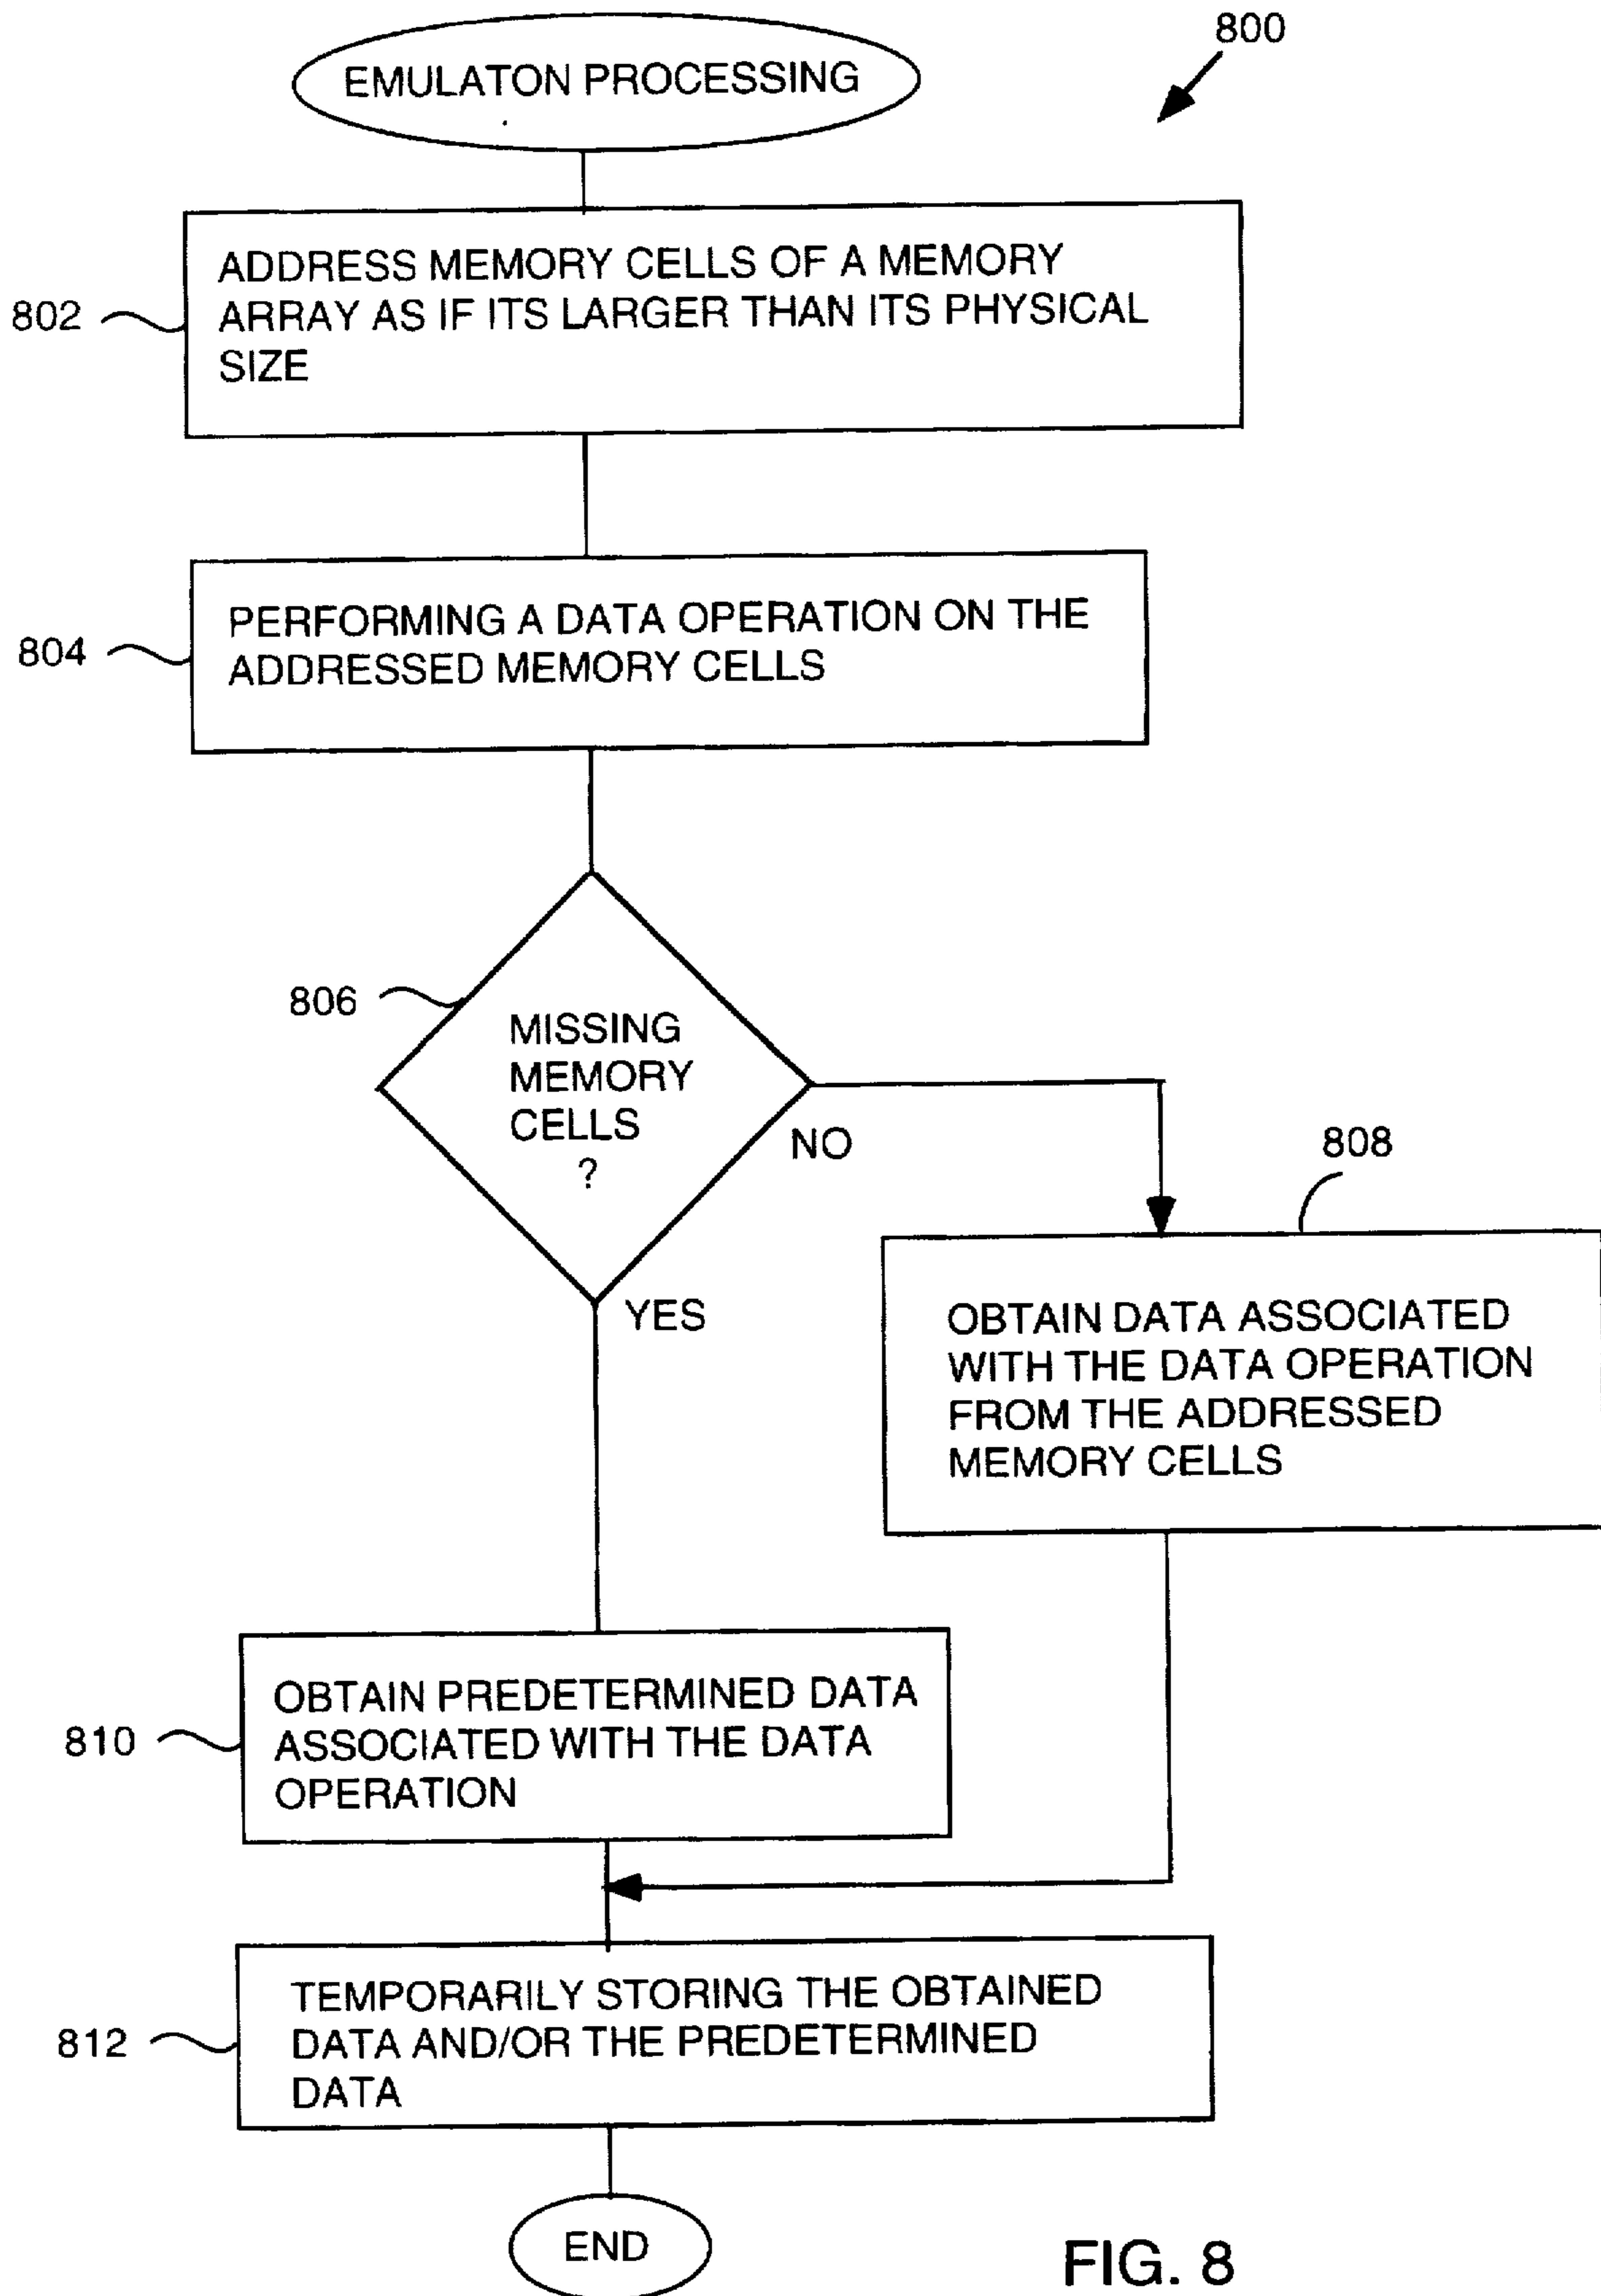 800
EMULATON PROCESSING
802
ADDRESS MEMORY CELLS OF A MEMORY
ARRAY AS IF ITS LARGER THAN ITS PHYSICAL
SIZE
804
PERFORMING A DATA OPERATION ON THE
ADDRESSED MEMORY CELLS
806
MISSING
MEMORY
CELLS
?
NO
YES
808
OBTAIN DATA ASSOCIATED
WITH THE DATA OPERATION
FROM THE ADDRESSED
MEMORY CELLS
810
OBTAIN PREDETERMINED DATA
ASSOCIATED WITH THE DATA
OPERATION
812
TEMPORARILY STORING THE OBTAINED
DATA AND/OR THE PREDETERMINED
DATA
END
FIG. 8